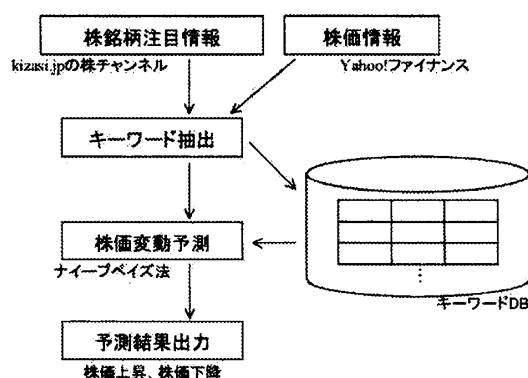 株銘柄注目情報
株価情報
kizasi.jpの株チャンネル
Yahoo!ファイナンス
キーワード抽出
株価変動予測
ナイーブベイズ法
キーワードDB
予測結果出力
株価上昇、株価下降